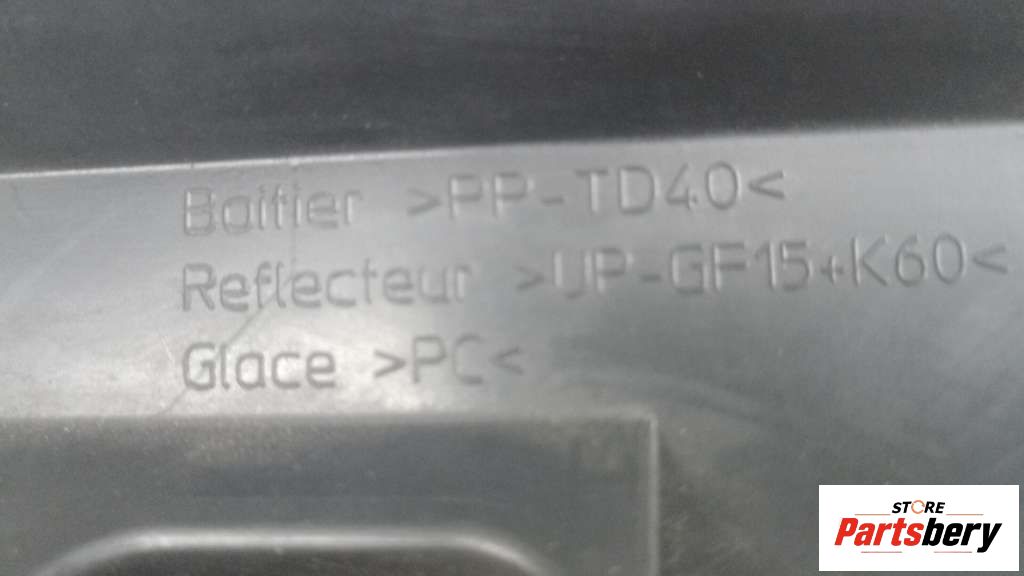 Boitier >PP-TD40<
Reflecteur >UP-GF15+K60<
Glace >PC<
STORE
Partsbery